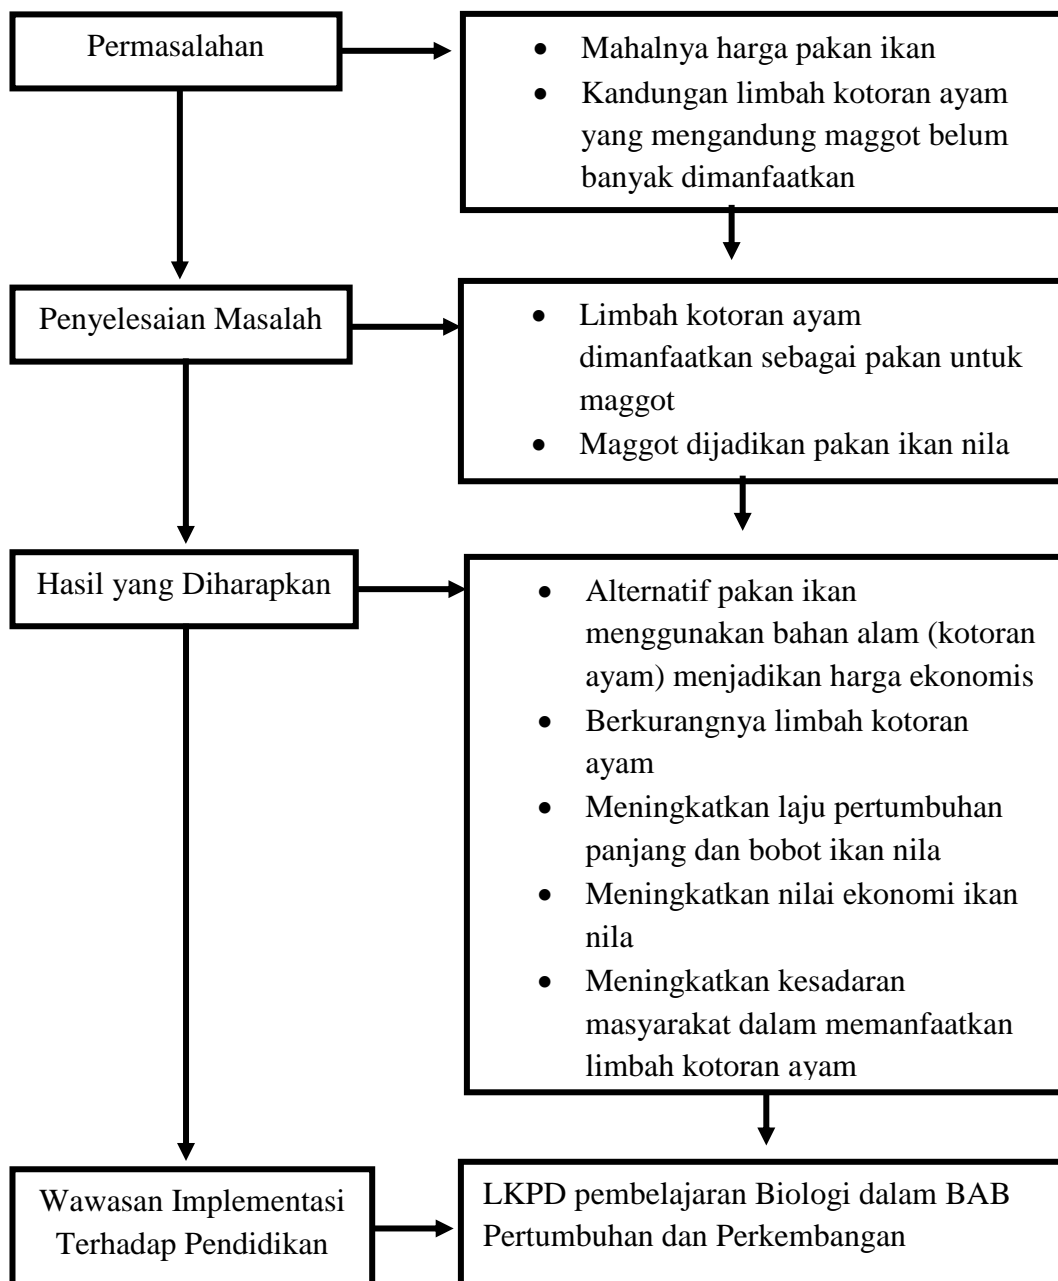 Permasalahan
• Mahalnya harga pakan ikan
• Kandungan limbah kotoran ayam
yang mengandung maggot belum
banyak dimanfaatkan
Penyelesaian Masalah
• Limbah kotoran ayam
dimanfaatkan sebagai pakan untuk
maggot
• Maggot dijadikan pakan ikan nila
Hasil yang Diharapkan
• Alternatif pakan ikan
menggunakan bahan alam (kotoran
ayam) menjadikan harga ekonomis
• Berkurangnya limbah kotoran
ayam
• Meningkatkan laju pertumbuhan
panjang dan bobot ikan nila
• Meningkatkan nilai ekonomi ikan
nila
• Meningkatkan kesadaran
masyarakat dalam memanfaatkan
limbah kotoran ayam
Wawasan Implementasi
Terhadap Pendidikan
LKPD pembelajaran Biologi dalam BAB
Pertumbuhan dan Perkembangan